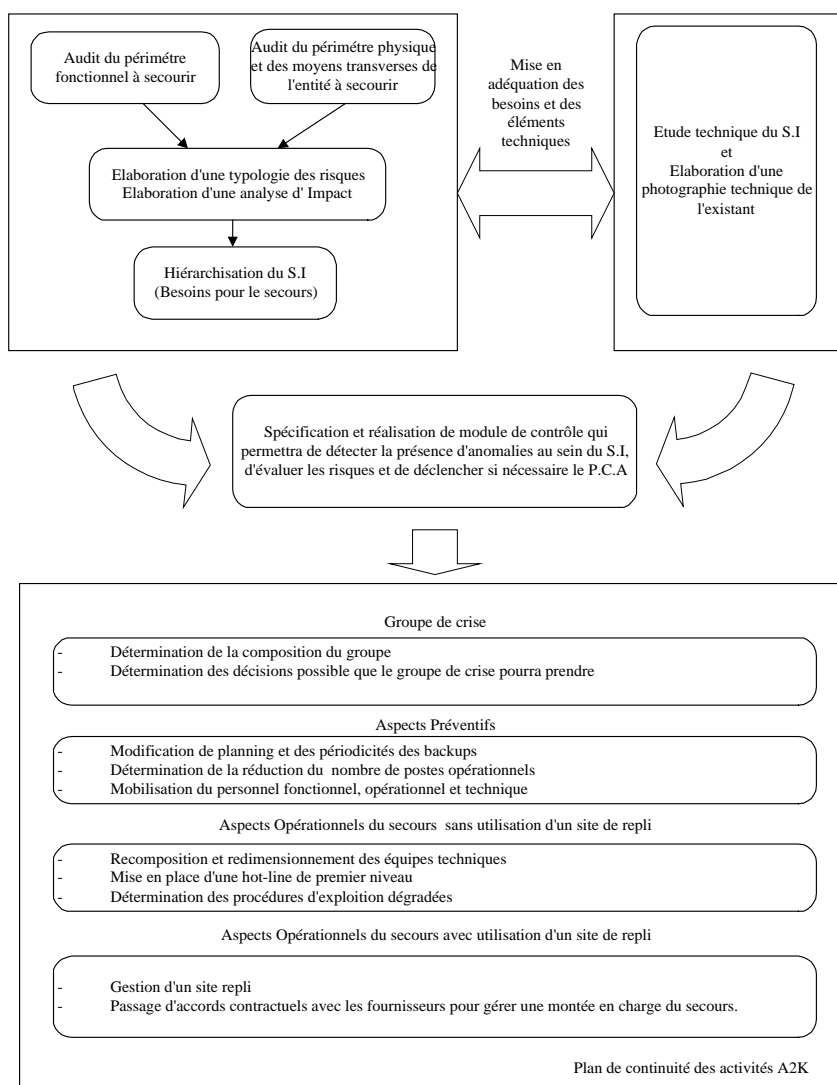 Audit du périmétre
fonctionnel à secourir
Audit du périmétre physique
et des moyens transverses de
l'entité à secourir
Elaboration d'une typologie des risques
Elaboration d'une analyse d' Impact
Hiérarchisation du S.I
(Besoins pour le secours)
Mise en
adéquation des
besoins et des
éléments
techniques
Etude technique du S.I
et
Elaboration d'une
photographie technique de
l'existant
Spécification et réalisation de module de contrôle qui
permettra de détecter la présence d'anomalies au sein du S.I,
d'évaluer les risques et de déclencher si nécessaire le P.C.A
Groupe de crise
- Détermination de la composition du groupe
- Détermination des décisions possible que le groupe de crise pourra prendre
Aspects Préventifs
- Modification de planning et des périodicités des backups
- Détermination de la réduction du nombre de postes opérationnels
- Mobilisation du personnel fonctionnel, opérationnel et technique
Aspects Opérationnels du secours sans utilisation d'un site de repli
- Recomposition et redimensionnement des équipes techniques
- Mise en place d'une hot-line de premier niveau
- Détermination des procédures d'exploition dégradées
Aspects Opérationnels du secours avec utilisation d'un site de repli
- Gestion d'un site repli
- Passage d'accords contractuels avec les fournisseurs pour gérer une montée en charge du secours.
Plan de continuité des activités A2K